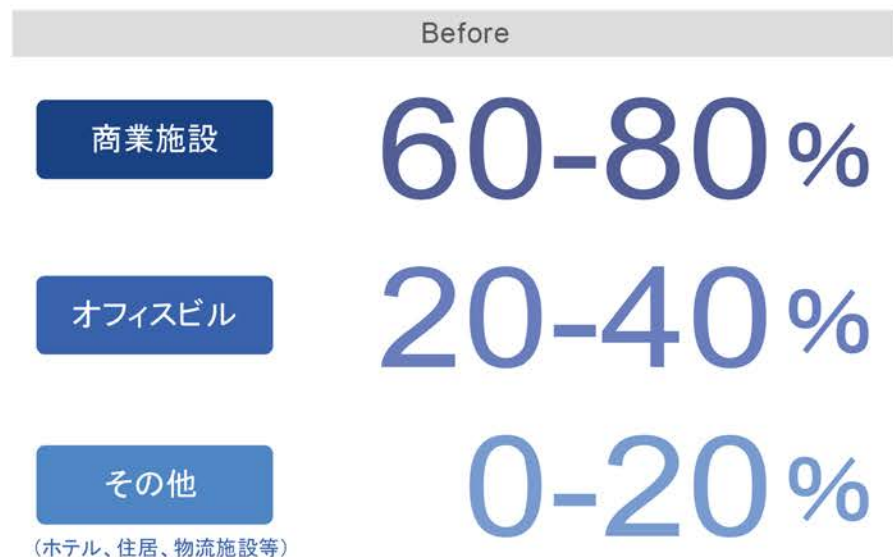 Before
商業施設 60-80%
オフィスビル 20-40%
その他 0-20%
(ホテル、住居、物流施設等)